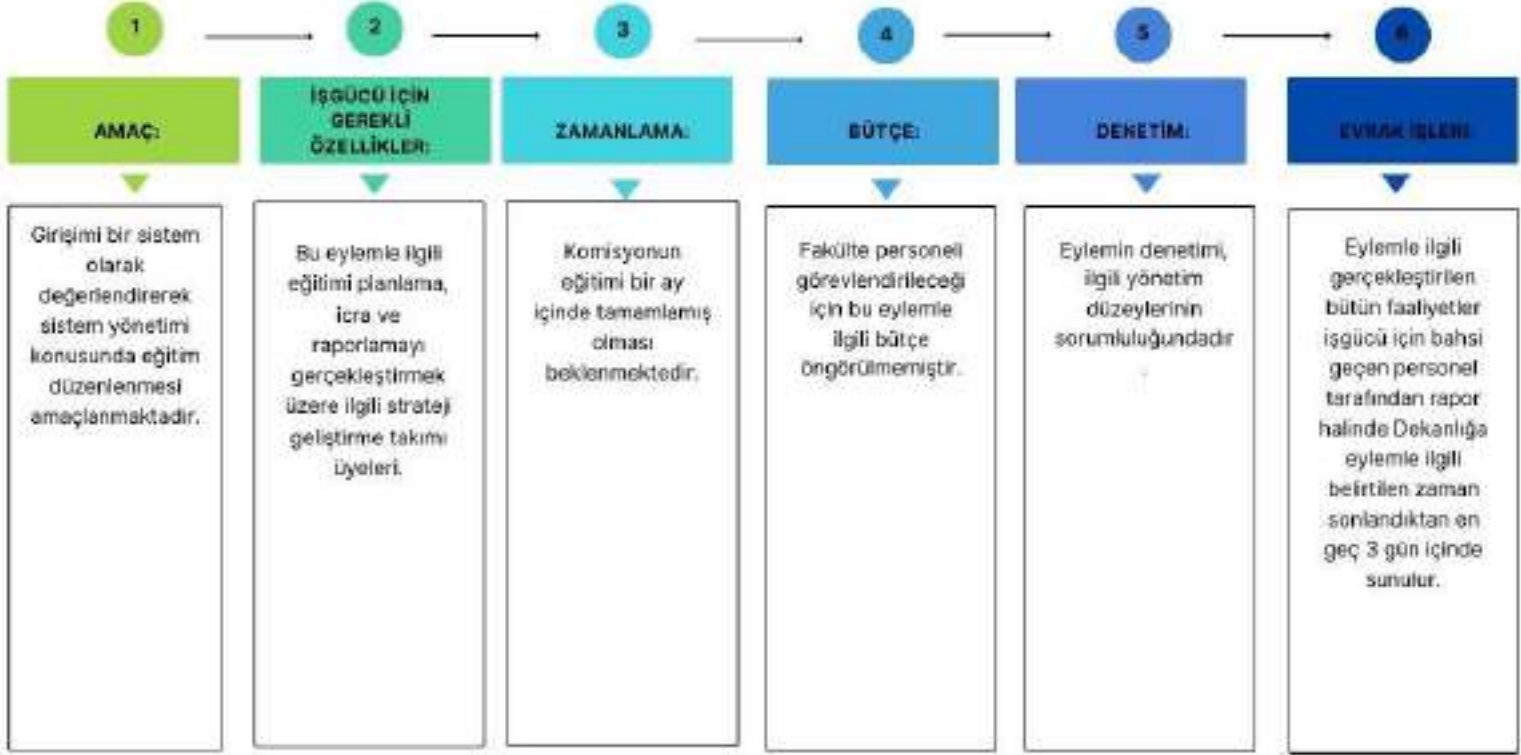 1
2
3
4
5
6
AMAÇ:
İŞGÜCÜ İÇİN
GEREKLİ
ÖZELLİKLER:
ZAMANLAMA:
BÜTÇE:
DENETİM:
EVRAK İŞLERİ:
Girişimi bir sistem
olarak
değerlendirerek
sistem yönetimi
konusunda eğitim
düzenlenmesi
amaçlanmaktadır.
Bu eylemle ilgili
eğitimi planlama,
icra ve
raporlamayı
gerçekleştirmek
üzere ilgili strateji
geliştirme takımı
üyeleri.
Komisyonun
eğitimi bir ay
içinde tamamlamış
olması
beklenmektedir.
Fakülte personeli
görevlendirileceği
için bu eylemle
ilgili bütçe
öngörülmemiştir.
Eylemin denetimi,
ilgili yönetim
düzeylerinin
sorumluluğundadır
.
Eylemle ilgili
gerçekleştirilen
bütün faaliyetler
işgücü için bahsi
geçen personel
tarafından rapor
halinde Dekanlığa
eylemle ilgili
belirtilen zaman
sonlandıktan en
geç 3 gün içinde
sunulur.